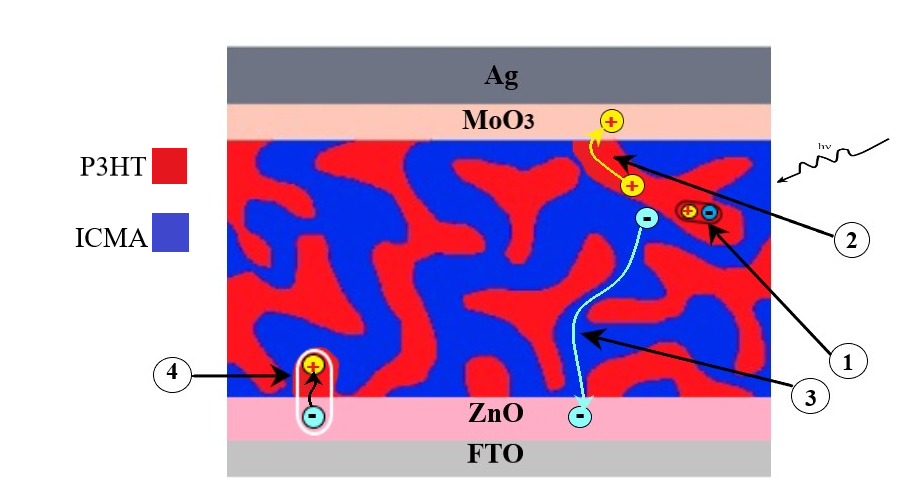 Ag
MoO3
hν
P3HT
ICMA
+
+
+ -
-
2
+
4
1
3
-
-
ZnO
FTO